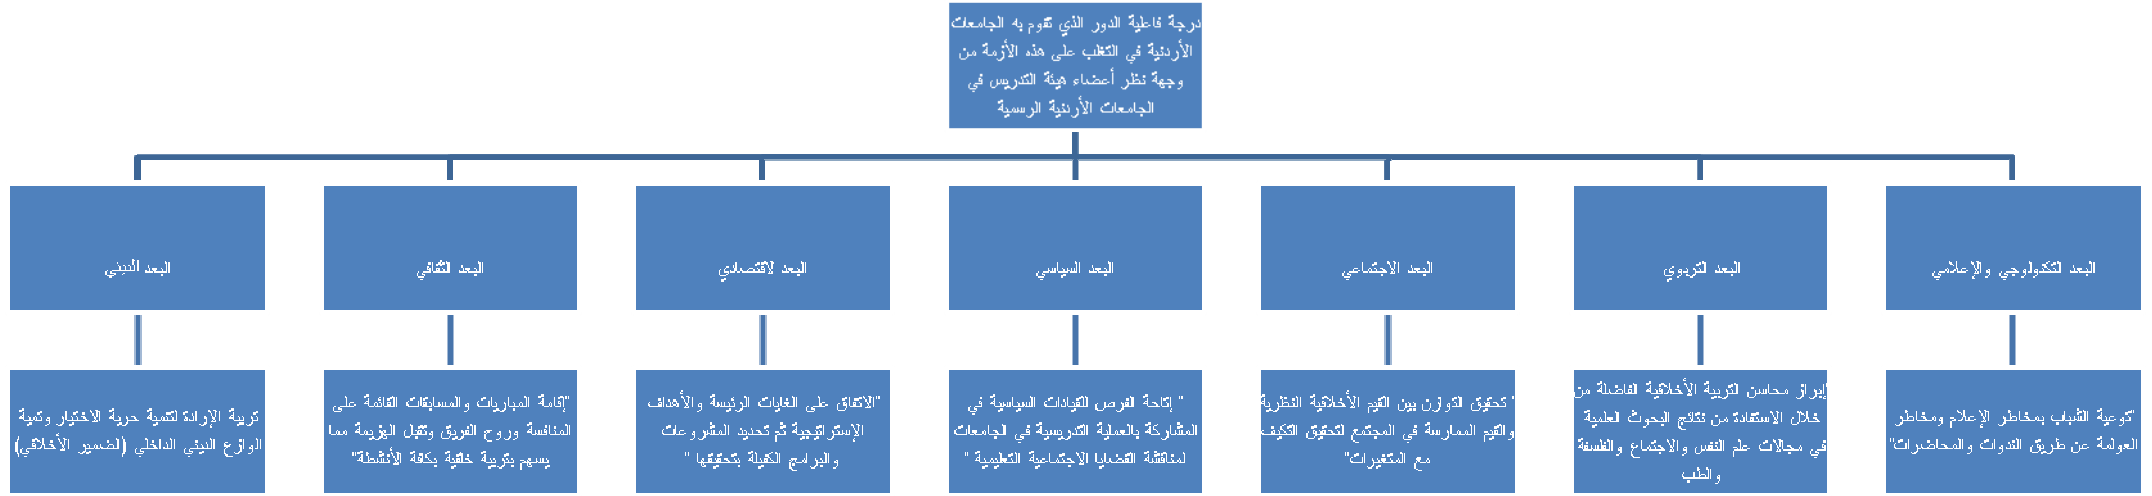 درجة فاعلية الدور الذي تقوم به الجامعات
الأردنية في التغلب على هذه الأزمة من
وجهة نظر أعضاء هيئة التدريس في
الجامعات الأردنية الرسمية
البعد التكنولوجي والإعلامي
البعد التربوي
البعد الاجتماعي
البعد السياسي
البعد لاقتصادي
البعد الثقافي
البعد الديني
"توعية الشباب بمخاطر الإعلام ومخاطر
العولمة عن طريق الندوات والمحاضرات"
إبراز محاسن التربية الأخلاقية الفاضلة من
خلال الاستفادة من نتائج البحوث العلمية
في مجالات علم النفس والاجتماع والفلسفة
والطب
" تحقيق التوازن بين القيم الأخلاقية النظرية
والقيم الممارسة في المجتمع لتحقيق التكيف
مع المتغيرات"
" إتاحة الفرص للقيادات السياسية في
المشاركة بالعملية التدريسية في الجامعات
لمناقشة القضايا الاجتماعية التعليمية "
"الاتفاق على الغايات الرئيسة والأهداف
الإستراتيجية ثم تحديد المشروعات
والبرامج الكفيلة بتحقيقها "
"إقامة المباريات والمسابقات القائمة على
المنافسة وروح الفريق وتقبل الهزيمة مما
يسهم بتربية خلقية بكافة الأنشطة"
تربية الإرادة لتنمية حرية الاختيار وتمية
الوازع الديني الداخلي (الضمير الأخلاقي)